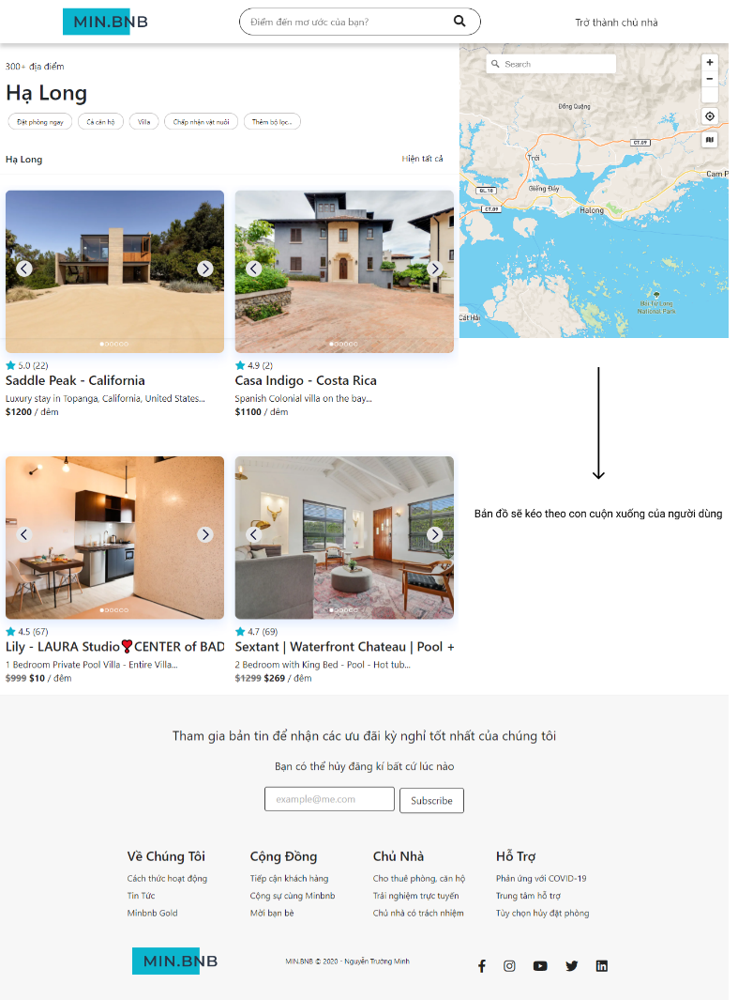 MIN.BNB
Điểm đến mơ ước của bạn?
Trở thành chủ nhà
300+ địa điểm
Hạ Long
Đặt phòng ngay
Cả căn hộ
Villa
Chấp nhận vật nuôi
Thêm bộ lọc..
Hạ Long
Hiện tất cả
Search
Đồng Quặng
CT.09
Trới
Giếng Đáy
QL.18
CT.09
Halong
Cam P
Bai Tu Long
National Park
Cát Hải
5.0 (22)
Saddle Peak - California
Luxury stay in Topanga, California, United States...
$1200 / đêm
4.9 (2)
Casa Indigo - Costa Rica
Spanish Colonial villa on the bay...
$1100 / đêm
Bản đồ sẽ kéo theo con cuộn xuống của người dùng
4.5 (67)
Lily - LAURA Studio❣CENTER of BAD
1 Bedroom Private Pool Villa - Entire Villa...
$999 $10 / đêm
4.7 (69)
Sextant | Waterfront Chateau | Pool +
2 Bedroom with King Bed - Pool - Hot tub...
$1299 $269 / đêm
Tham gia bản tin để nhận các ưu đãi kỳ nghỉ tốt nhất của chúng tôi
Bạn có thể hủy đăng kí bất cứ lúc nào
example@me.com
Subscribe
Về Chúng Tôi
Cách thức hoạt động
Tin Tức
Minbnb Gold
Cộng Đồng
Tiếp cận khách hàng
Cộng sự cùng Minbnb
Mời bạn bè
Chủ Nhà
Cho thuê phòng, căn hộ
Trải nghiệm trực tuyến
Chủ nhà có trách nhiệm
Hỗ Trợ
Phản ứng với COVID-19
Trung tâm hỗ trợ
Tùy chọn hủy đặt phòng
MIN.BNB
MIN.BNB © 2020 - Nguyễn Trường Minh